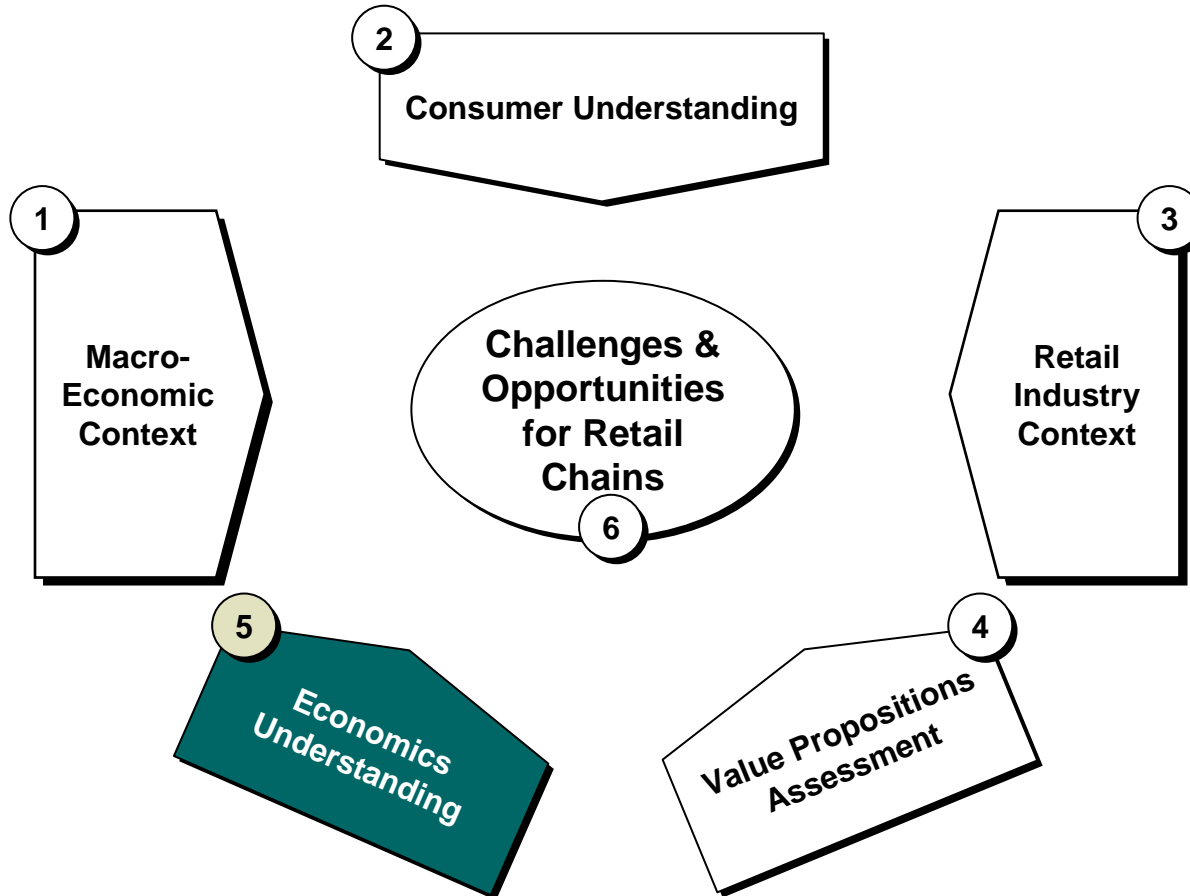 2
Consumer Understanding
1
Macro-
Economic
Context
3
Retail
Industry
Context
Challenges &
Opportunities
for Retail
Chains
6
5
Economics
Understanding
4
Value Propositions
Assessment